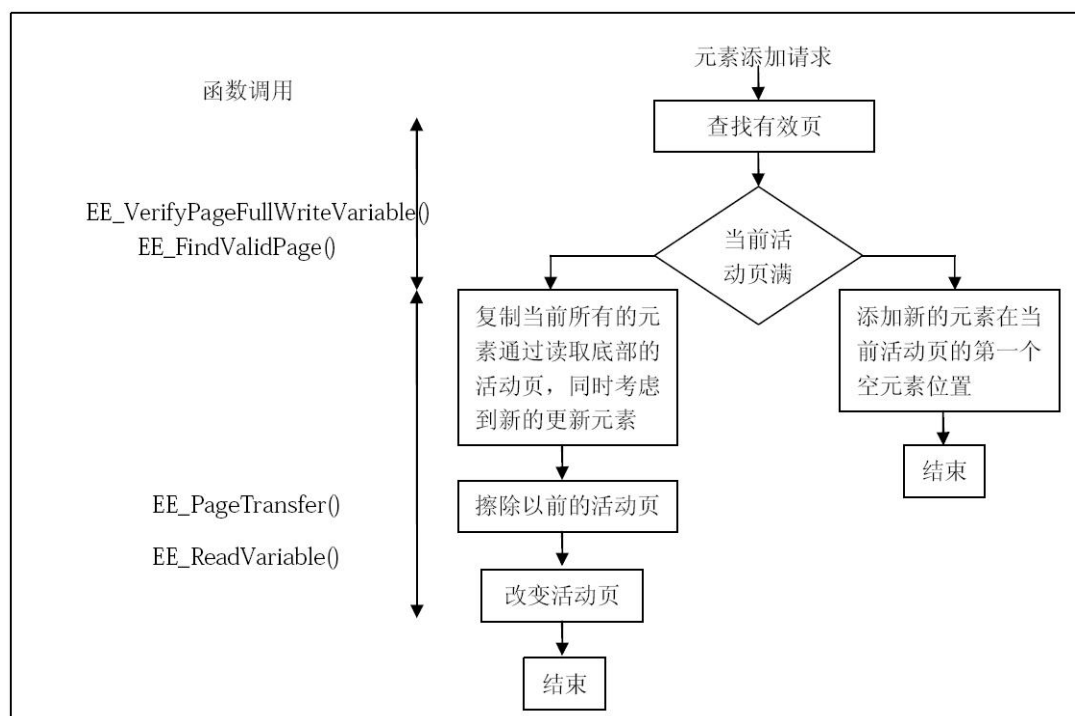 函数调用
EE_VerifyPageFullWriteVariable()
EE_FindValidPage()
EE_PageTransfer()
EE_ReadVariable()
元素添加请求
查找有效页
当前活
动页满
复制当前所有的元
素通过读取底部的
活动页，同时考虑
到新的更新元素
擦除以前的活动页
改变活动页
结束
添加新的元素在当
前活动页的第一个
空元素位置
结束